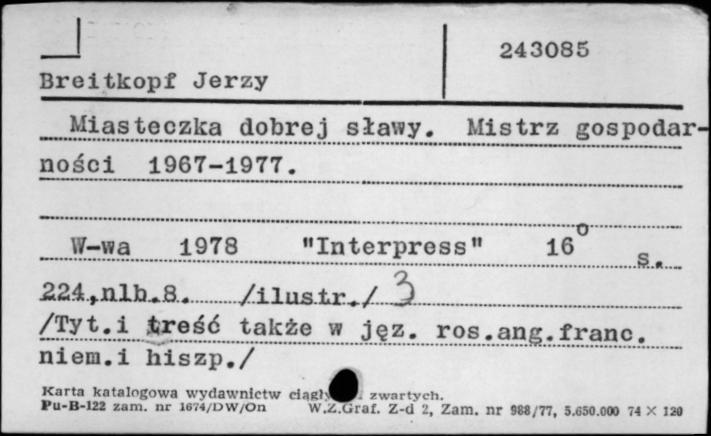 243085
Breitkopf Jerzy
Miasteczka dobrej sławy. Mistrz gospodar-
ności 1967-1977.
W-wa 1978 "Interpress" 16° s.
224,nlb.8. /ilustr./ 3
/Tyt.i treść także w jęz. ros.ang.franc.
niem.i hiszp./
Karta katalogowa wydawnictw zwartych.
Pu-B-122 zam. nr 1674/DW/On W.Z.Graf. Z-d 2, Zam. nr 988/77, 5.650.000 74 × 120